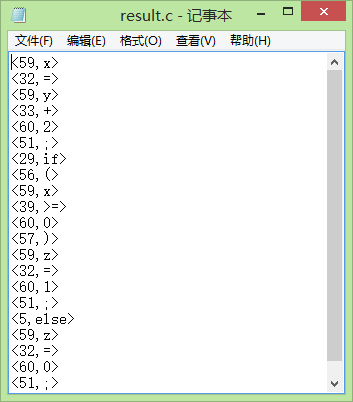 result.c - 记事本
文件(F) 编辑(E) 格式(O) 查看(V) 帮助(H)
<59,x>
<32,=>
<59,y>
<33,+>
<60,2>
<51,;>
<29,if>
<56,(>
<59,x>
<39,>=>
<60,0>
<57,)>
<59,z>
<32,=>
<60,1>
<51,;>
<5,else>
<59,z>
<32,=>
<60,0>
<51,;>